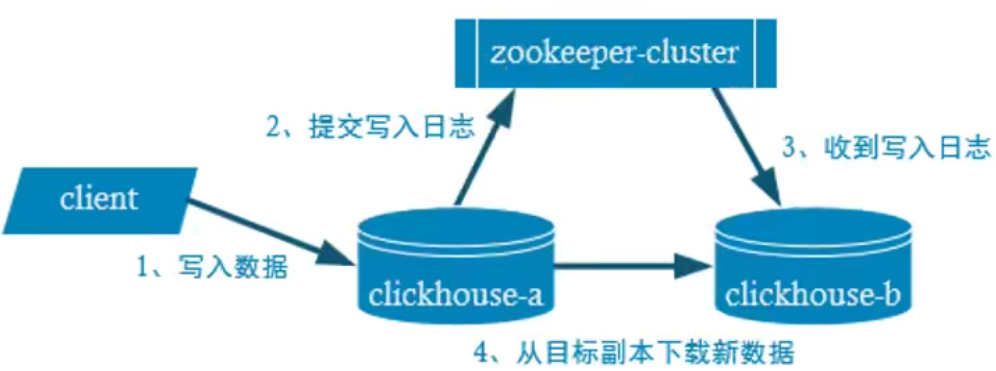 zookeeper-cluster
2、提交写入日志
3、收到写入日志
client
1、写入数据
clickhouse-a
clickhouse-b
4、从目标副本下载新数据